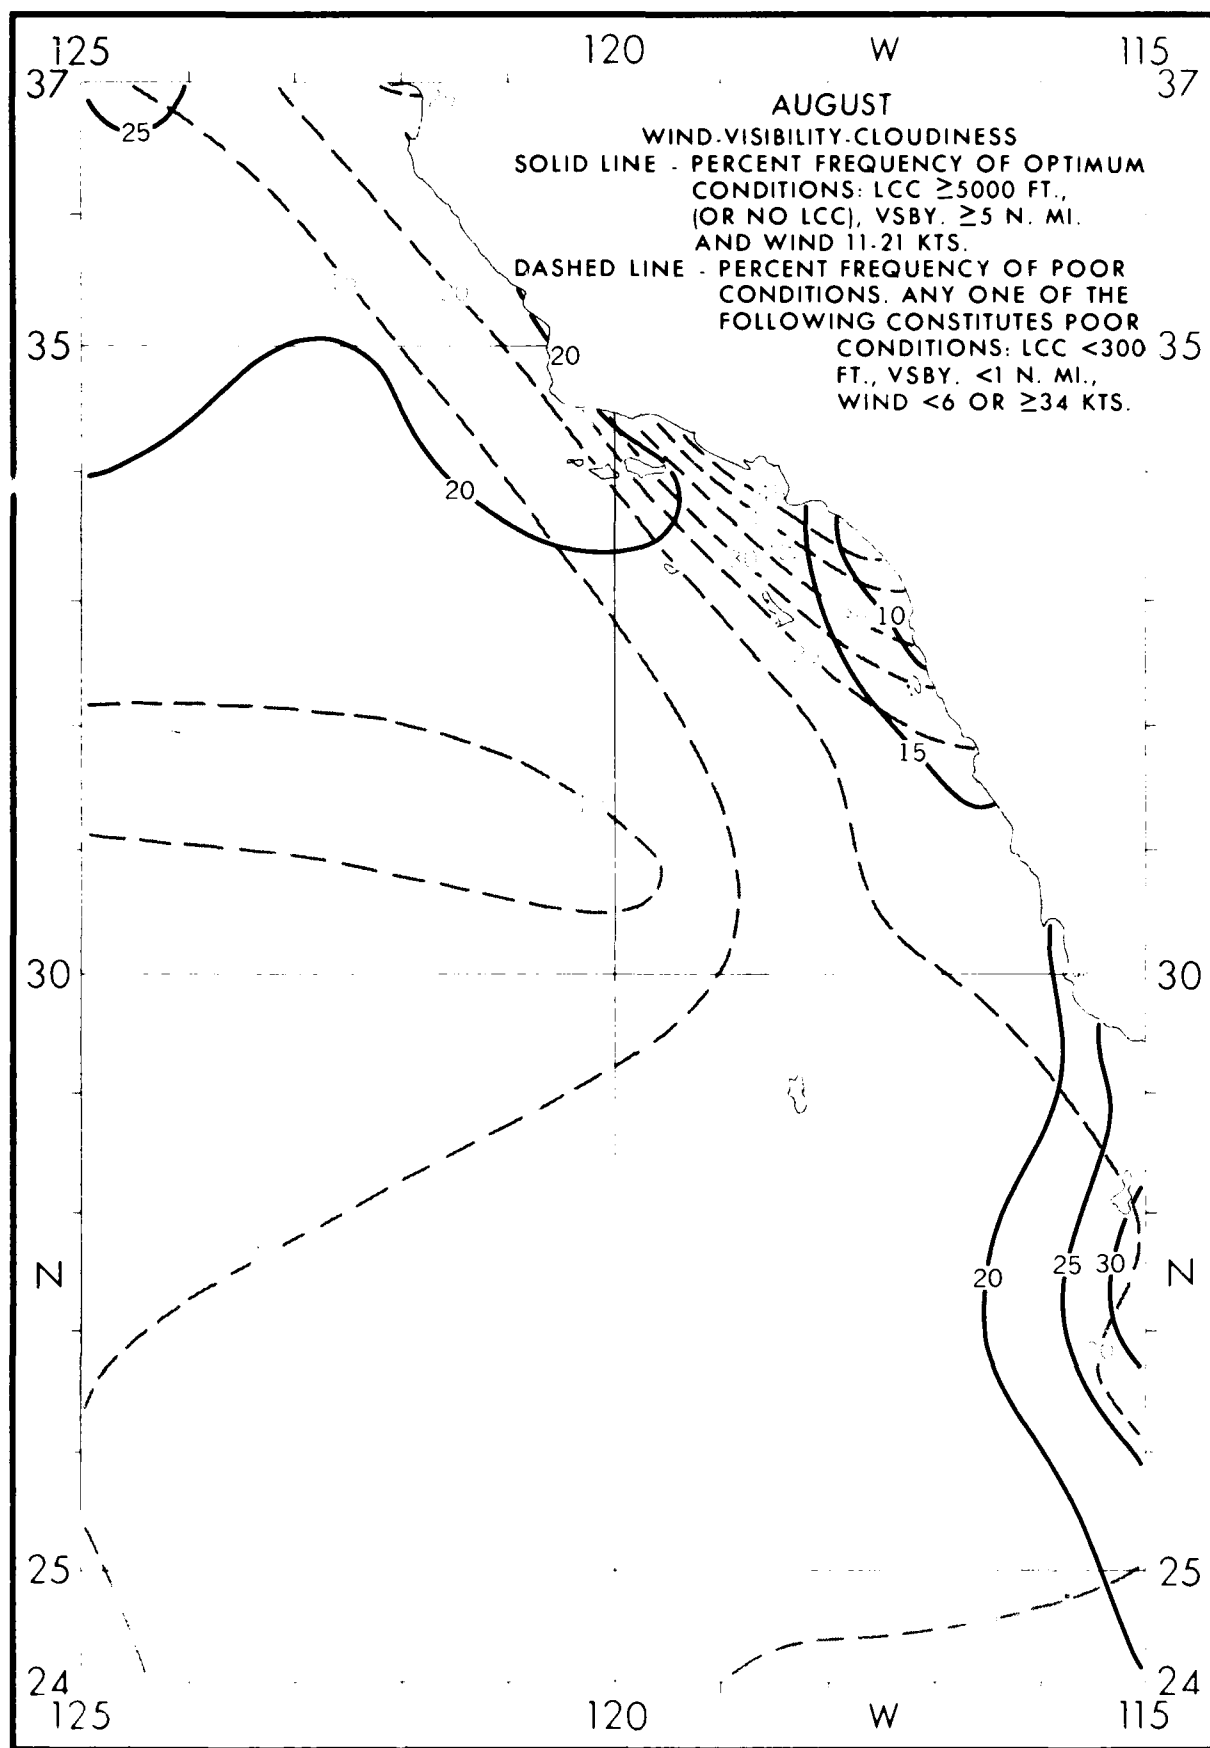 125 120 W 115
37 37
AUGUST
WIND-VISIBILITY-CLOUDINESS
SOLID LINE - PERCENT FREQUENCY OF OPTIMUM
CONDITIONS: LCC ≥5000 FT.,
(OR NO LCC), VSBY. ≥5 N. MI.
AND WIND 11-21 KTS.
DASHED LINE - PERCENT FREQUENCY OF POOR
CONDITIONS. ANY ONE OF THE
FOLLOWING CONSTITUTES POOR
CONDITIONS: LCC <300
FT., VSBY. <1 N. MI.,
WIND <6 OR ≥34 KTS.
25
35 35
20
20
10
15
30 30
N 20 25 30 N
25 25
24 24
125 120 W 115